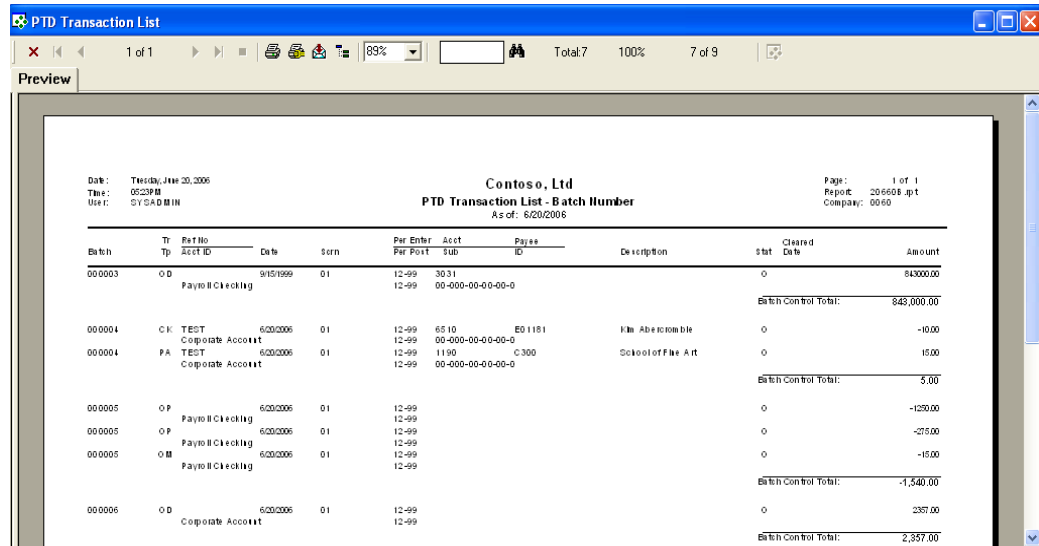 PTD Transaction List
1 of 1 89% Total:7 100% 7 of 9
Preview
Date: Tuesday, June 20, 2006 Contoso, Ltd Page: 1 of 1
Time: 05:23PM PTD Transaction List - Batch Number Report: 20660B.rpt
User: SYSADMIN As of: 6/20/2006 Company: 0060
Tr Ref No Per Enter Acct Payee Cleared
Batch Tp Acct ID Date Scrn Per Post Sub ID Description Stat Date Amount
000003 OD 9/15/1999 01 12-99 3031 O 843000.00
Payroll Checking 12-99 00-000-00-00-00-0
Batch Control Total: 843,000.00
000004 CK TEST 6/20/2006 01 12-99 6510 E01181 Kim Abercrombie O -10.00
Corporate Account 12-99 00-000-00-00-00-0
000004 PA TEST 6/20/2006 01 12-99 1190 C300 School of Fine Art O 15.00
Corporate Account 12-99 00-000-00-00-00-0
Batch Control Total: 5.00
000005 OP 6/20/2006 01 12-99 O -1250.00
Payroll Checking 12-99
000005 OP 6/20/2006 01 12-99 O -275.00
Payroll Checking 12-99
000005 OM 6/20/2006 01 12-99 O -15.00
Payroll Checking 12-99
Batch Control Total: -1,540.00
000006 OD 6/20/2006 01 12-99 O 2357.00
Corporate Account 12-99
Batch Control Total: 2,357.00